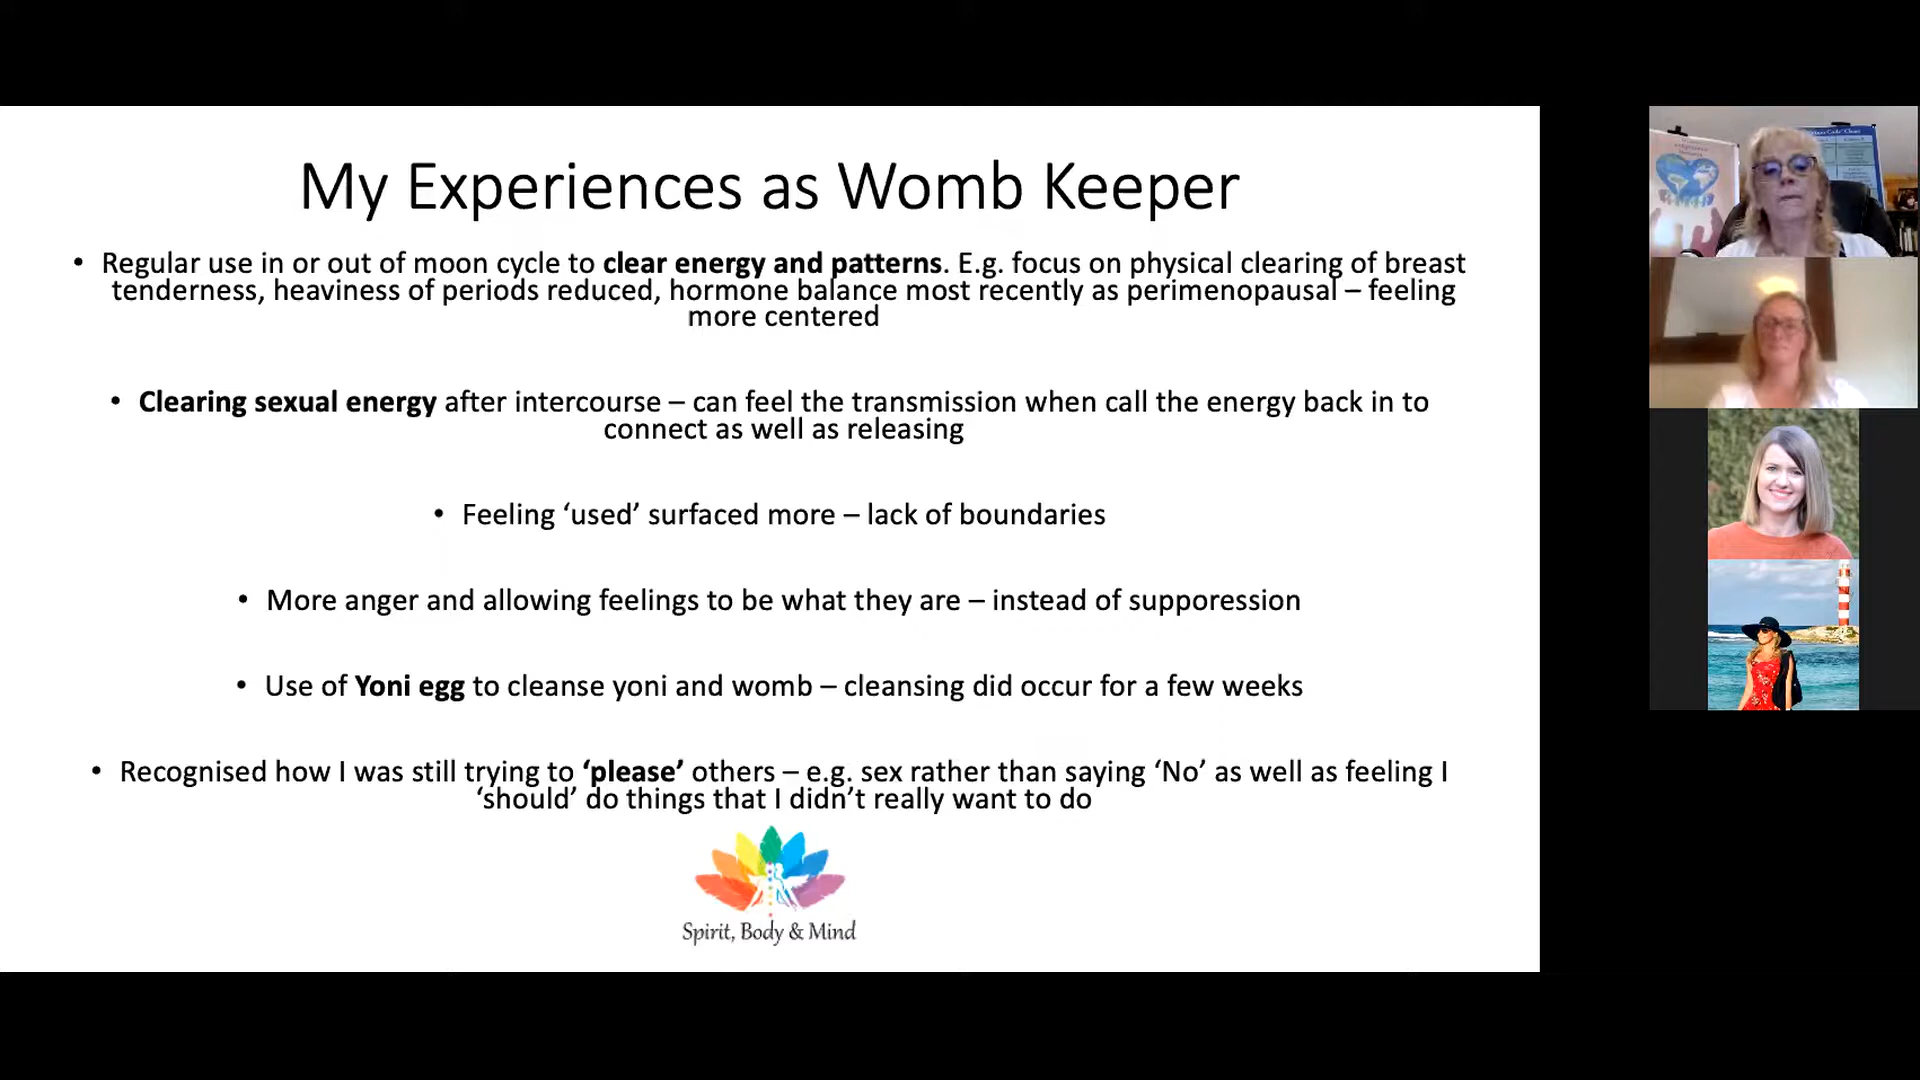 My Experiences as Womb Keeper
• Regular use in or out of moon cycle to clear energy and patterns. E.g. focus on physical clearing of breast
tenderness, heaviness of periods reduced, hormone balance most recently as perimenopausal – feeling
more centered
• Clearing sexual energy after intercourse – can feel the transmission when call the energy back in to
connect as well as releasing
• Feeling ‘used’ surfaced more – lack of boundaries
• More anger and allowing feelings to be what they are – instead of supporession
• Use of Yoni egg to cleanse yoni and womb – cleansing did occur for a few weeks
• Recognised how I was still trying to ‘please’ others – e.g. sex rather than saying ‘No’ as well as feeling I
‘should’ do things that I didn’t really want to do
Spirit, Body & Mind